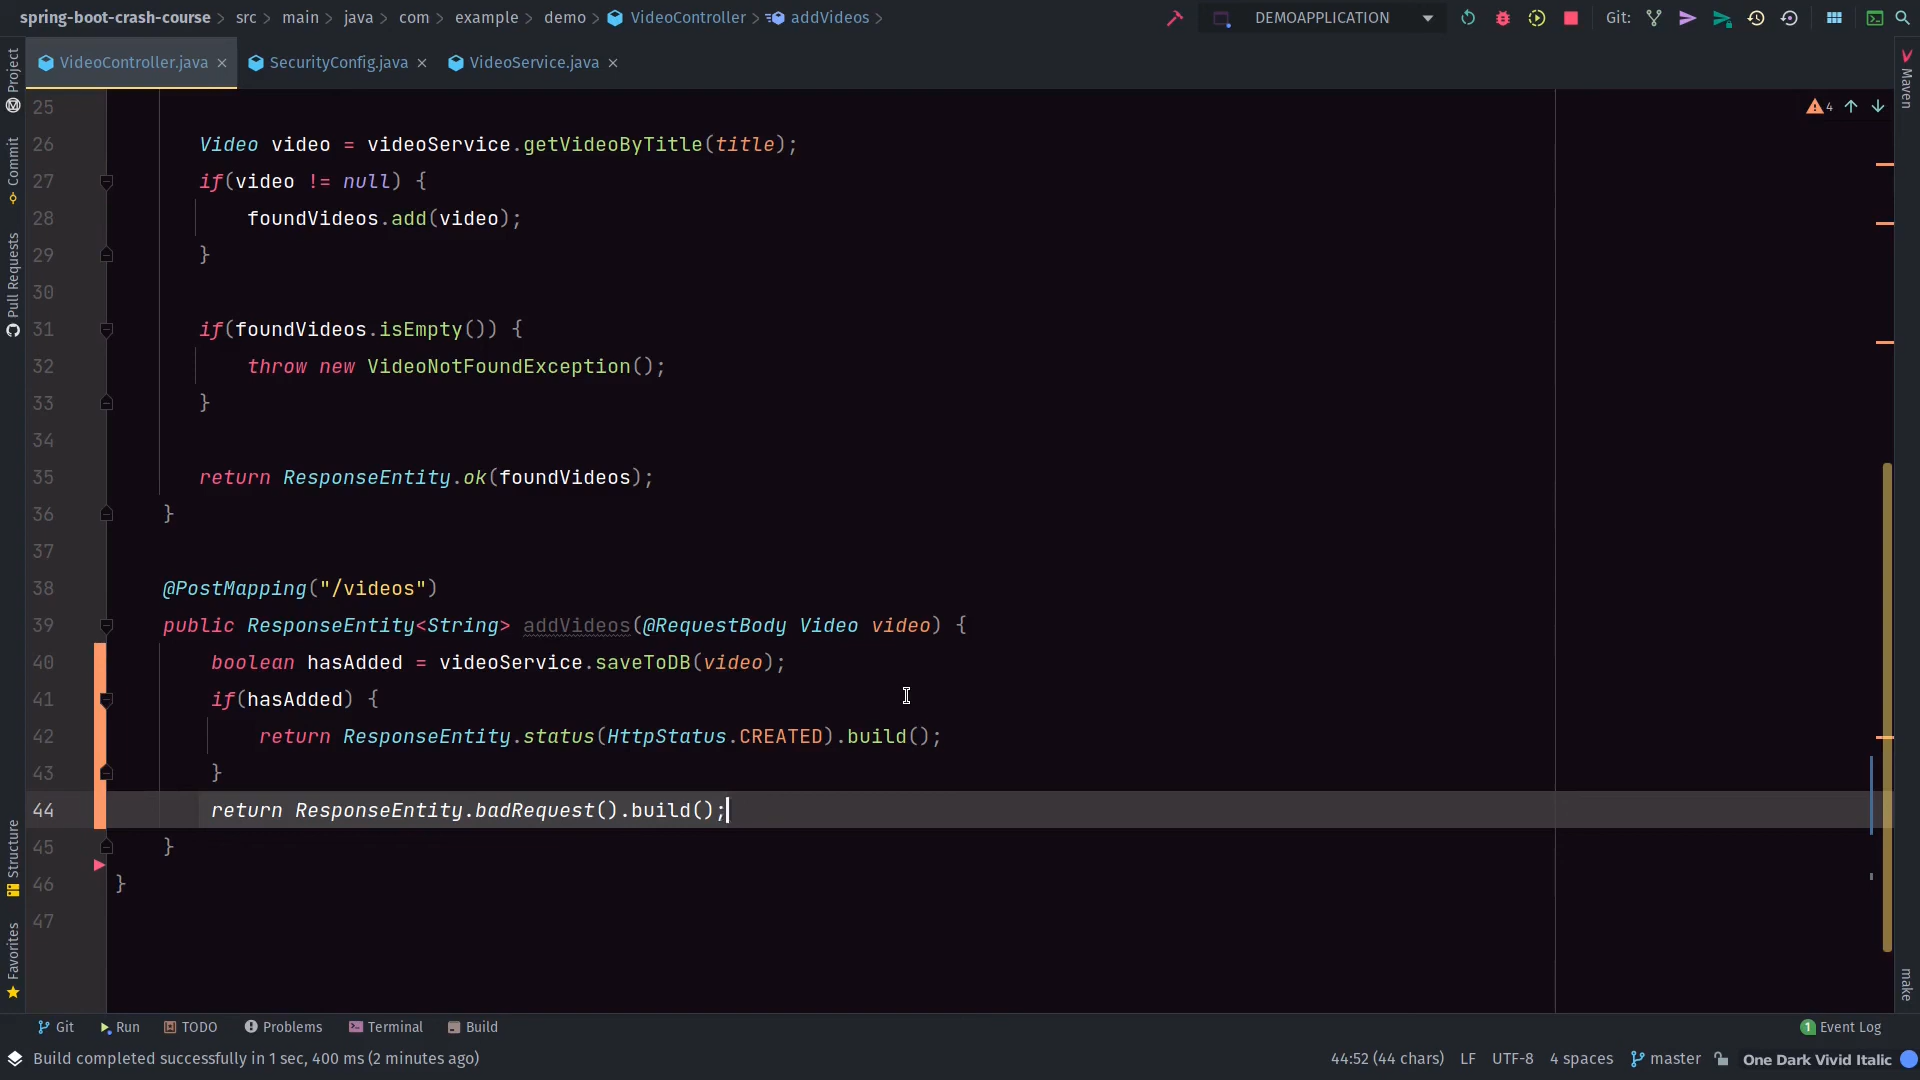 spring-boot-crash-course > src > main > java > com > example > demo > VideoController > addVideos >
DEMOAPPLICATION
Git:
VideoController.java × SecurityConfig.java × VideoService.java ×
Project
Commit
Pull Requests
Structure
Favorites
Maven
make
4
25
26 Video video = videoService.getVideoByTitle(title);
27 if(video != null) {
28 foundVideos.add(video);
29 }
30
31 if(foundVideos.isEmpty()) {
32 throw new VideoNotFoundException();
33 }
34
35 return ResponseEntity.ok(foundVideos);
36 }
37
38 @PostMapping("/videos")
39 public ResponseEntity<String> addVideos(@RequestBody Video video) {
40 boolean hasAdded = videoService.saveToDB(video);
41 if(hasAdded) {
42 return ResponseEntity.status(HttpStatus.CREATED).build();
43 }
44 return ResponseEntity.badRequest().build();
45 }
46 }
47
Git Run TODO Problems Terminal Build 1 Event Log
Build completed successfully in 1 sec, 400 ms (2 minutes ago) 44:52 (44 chars) LF UTF-8 4 spaces master One Dark Vivid Italic